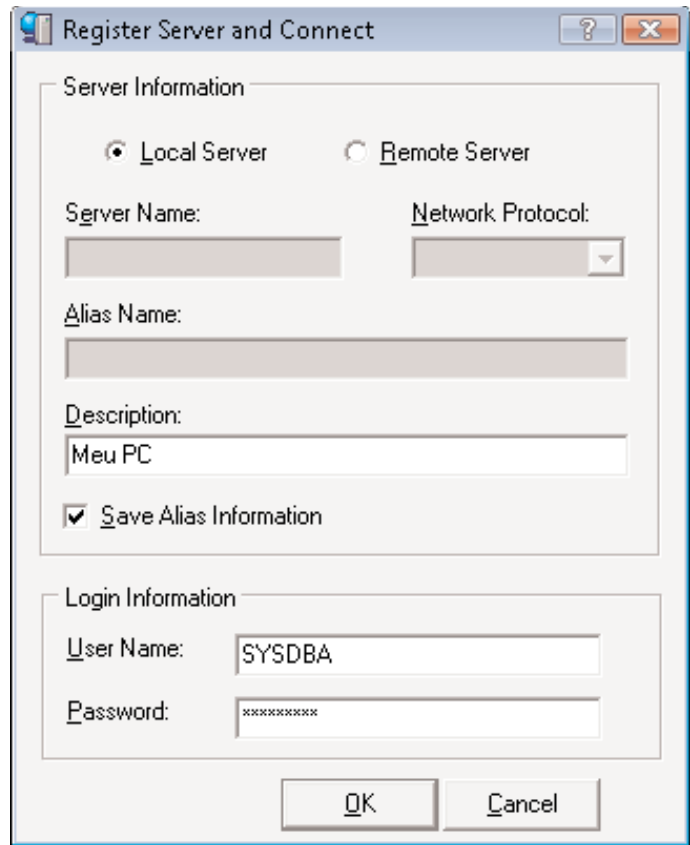 Register Server and Connect
Server Information
Local Server Remote Server
Server Name: Network Protocol:
Alias Name:
Description:
Meu PC
Save Alias Information
Login Information
User Name: SYSDBA
Password: *********
OK Cancel